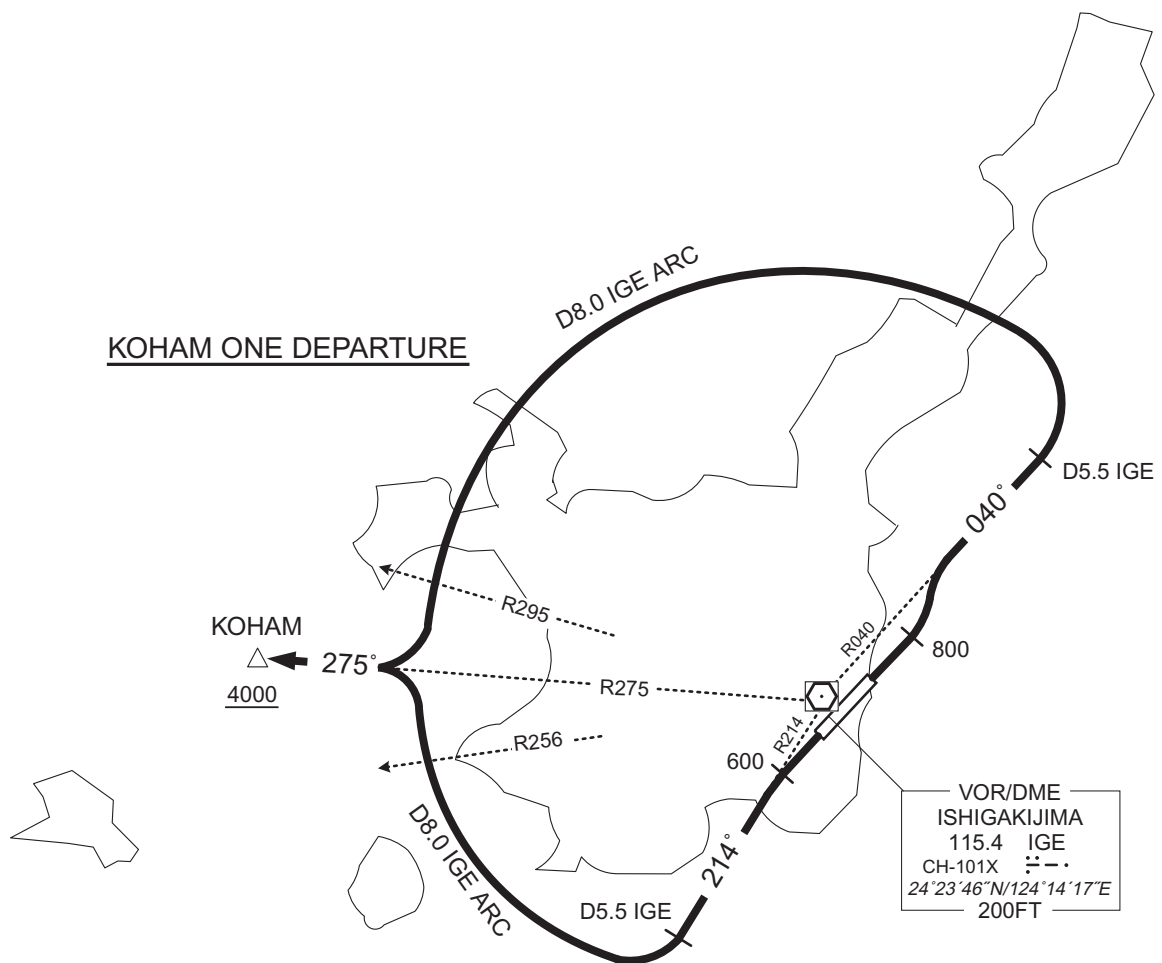 D8.0 IGE ARC
KOHAM ONE DEPARTURE
D5.5 IGE
040°
R295
KOHAM
275°
4000
R040
800
R275
R256
R214
600
214°
D8.0 IGE ARC
D5.5 IGE
VOR/DME
ISHIGAKIJIMA
115.4 IGE
CH-101X
24°23´46˝N/124°14´17˝E
200FT